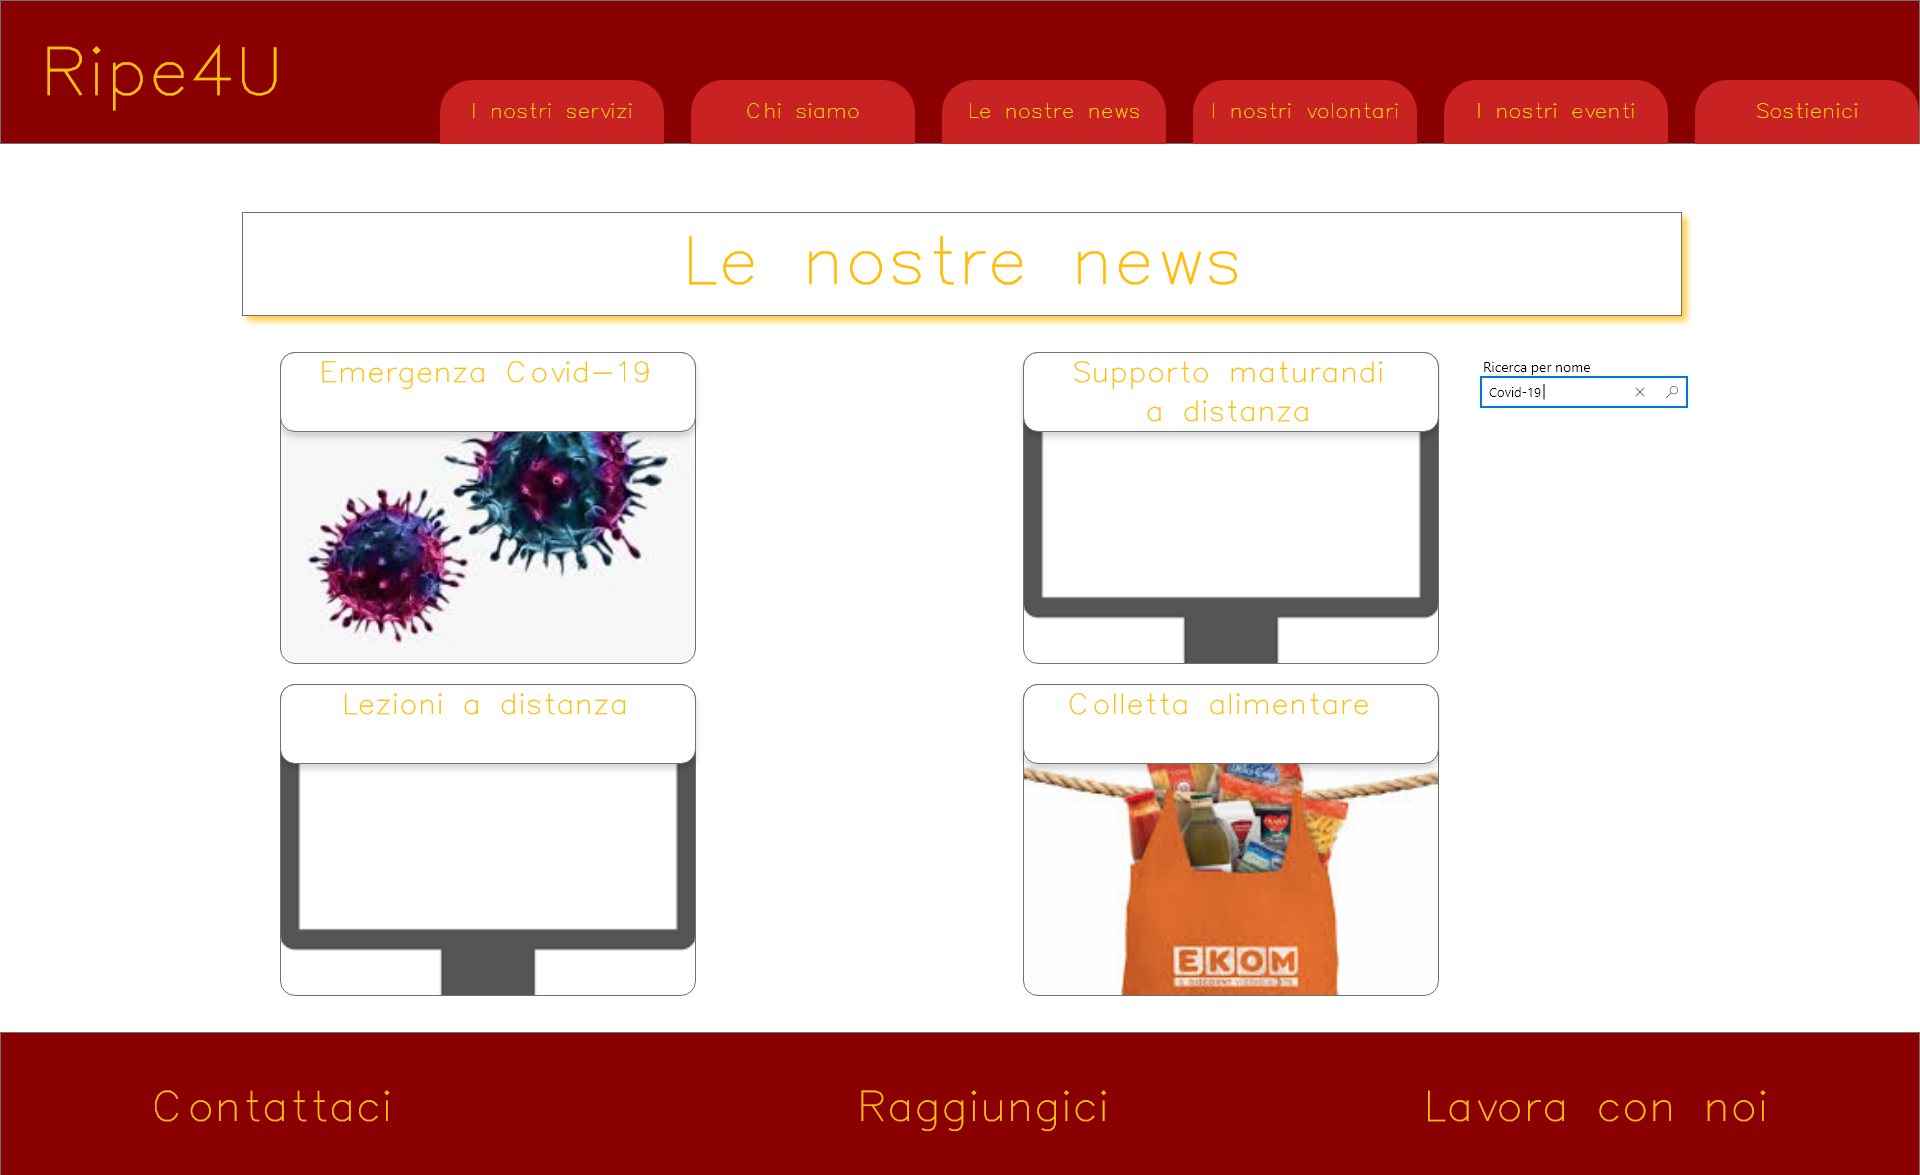 Ripe4U
I nostri servizi
Chi siamo
Le nostre news
I nostri volontari
I nostri eventi
Sostienici
Le nostre news
Emergenza Covid-19
Supporto maturandi
a distanza
Ricerca per nome
Covid-19
Lezioni a distanza
Colletta alimentare
EKOM
Contattaci
Raggiungici
Lavora con noi